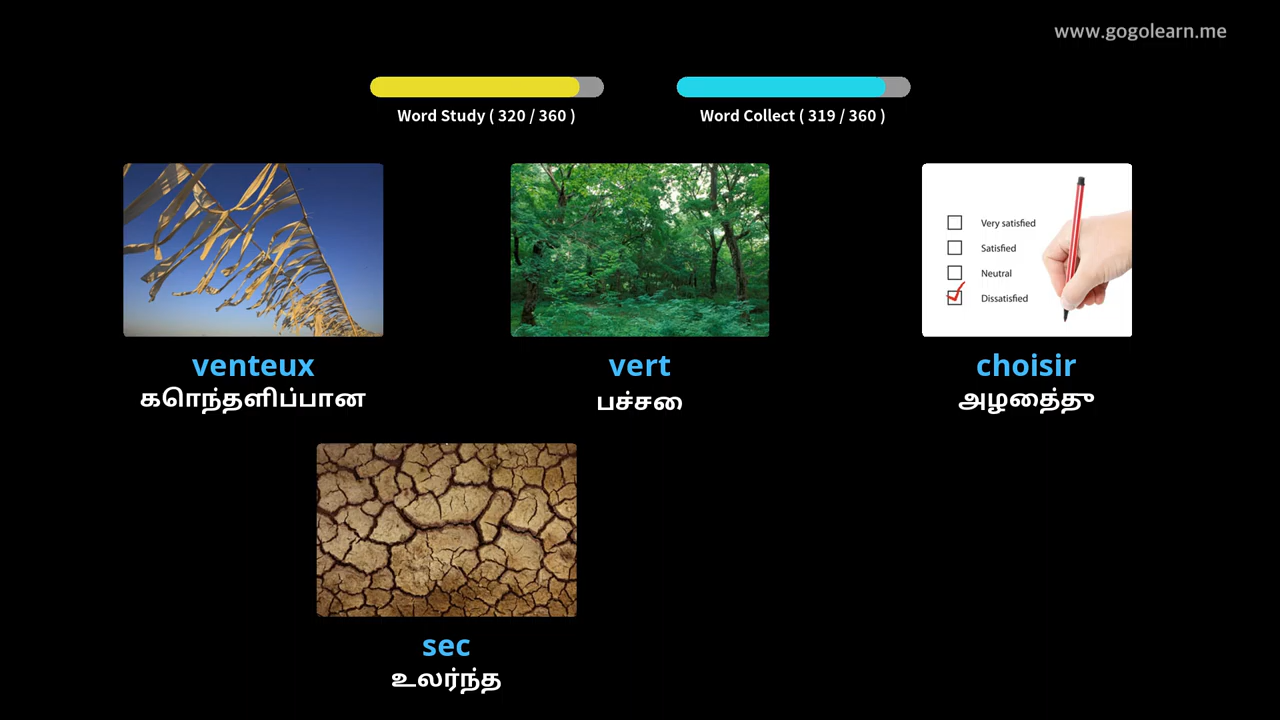 www.gogolearn.me
Word Study ( 320 / 360 )
Word Collect ( 319 / 360 )
venteux
கொந்தளிப்பான
vert
பச்சை
Very satisfied
Satisfied
Neutral
Dissatisfied
choisir
அழைத்து
sec
உலர்ந்த